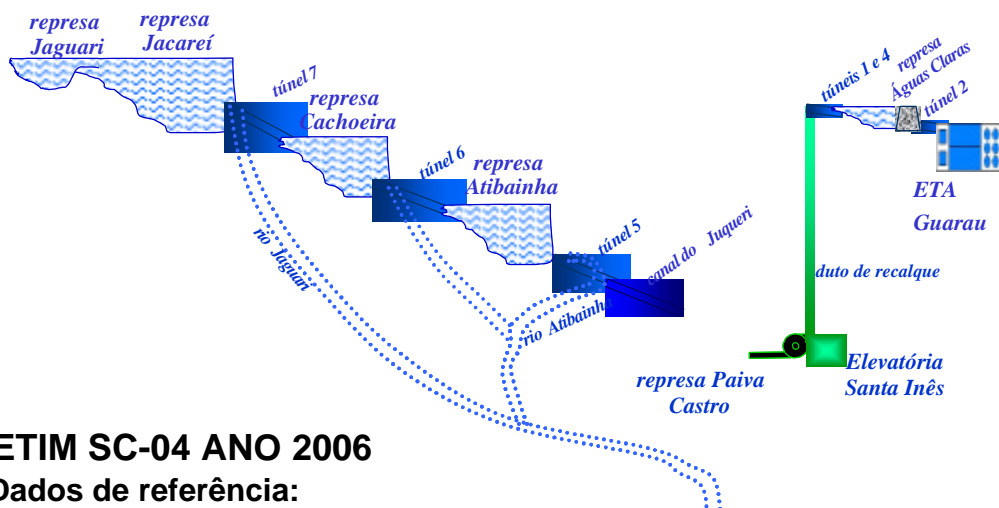 represa
Jaguari
represa
Jacareí
túnel 7
represa
Cachoeira
túnel 6
represa
Atibainha
túnel 5
canal do Juqueri
rio Jaguari
rio Atibainha
túneis 1 e 4
represa
Águas Claras
túnel 2
ETA
Guarau
duto de recalque
Elevatória
Santa Inês
represa Paiva
Castro
ETIM SC-04 ANO 2006
Dados de referência: